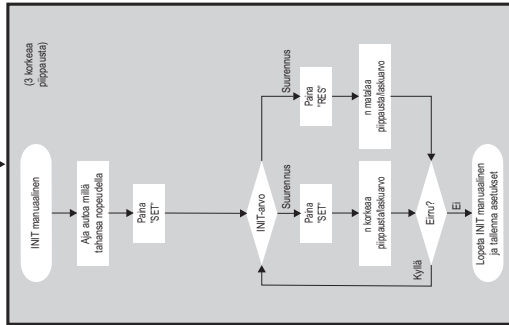 INIT manuaalinen
(3 korkeaa
piippausta)
Aja autoa millä
tahansa nopeudella
Paina
"SET"
INIT-arvo
Suurennus
Suurennus
Paina
"SET"
Paina
"RES"
n korkeaa
piippausta/laskuarvo
n matalaa
piippausta/laskuarvo
Eirru?
Kyllä
Ei
Lopeta INIT manuaalinen
ja tallenna asetukset